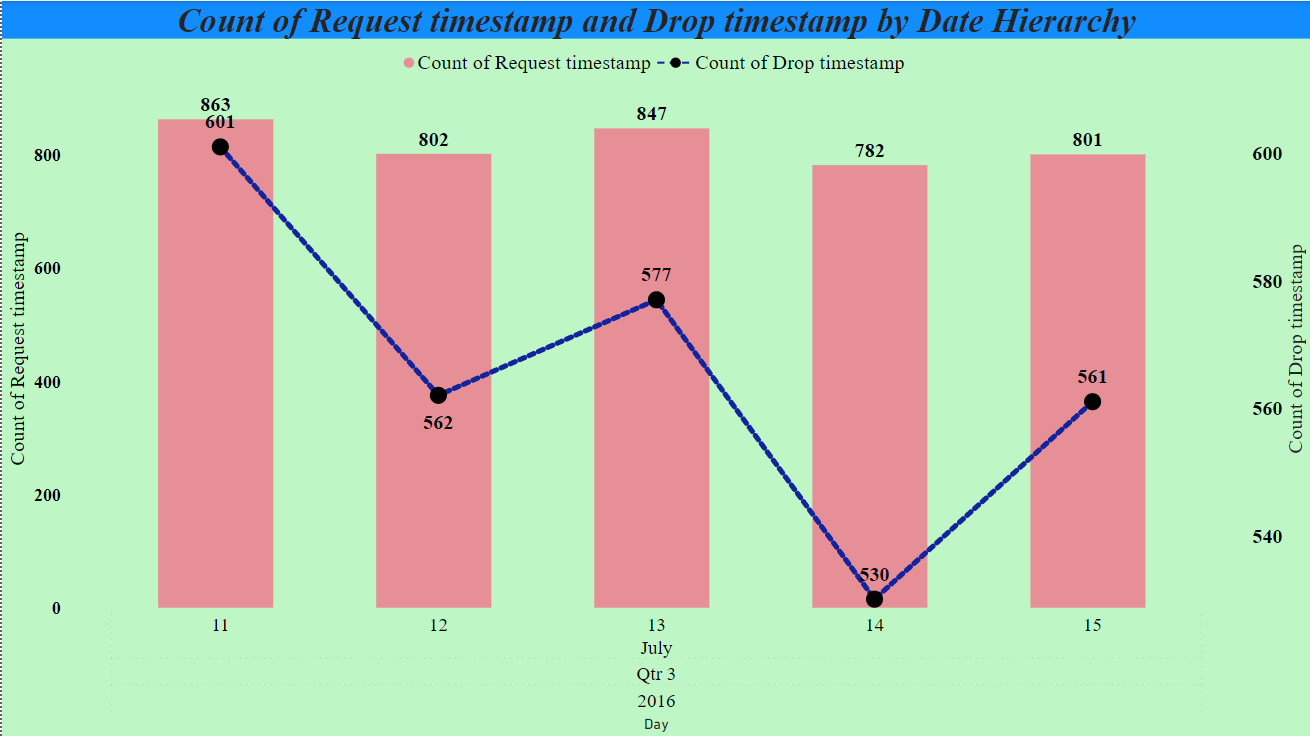 Count of Request timestamp and Drop timestamp by Date Hierarchy
Count of Request timestamp Count of Drop timestamp
863
601
802
847
782
801
577
562
530
561
800
600
400
200
0
Count of Request timestamp
600
580
560
540
Count of Drop timestamp
11 12 13 14 15
July
Qtr 3
2016
Day